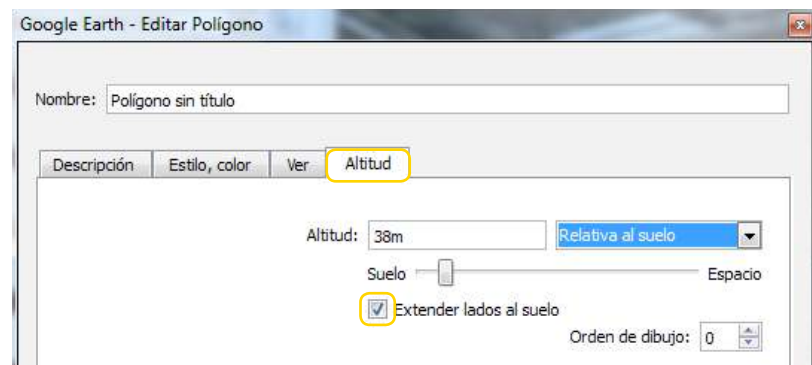 Google Earth - Editar Polígono
Nombre: Polígono sin título
Descripción Estilo, color Ver Altitud
Altitud: 38m Relativa al suelo
Suelo Espacio
Extender lados al suelo
Orden de dibujo: 0